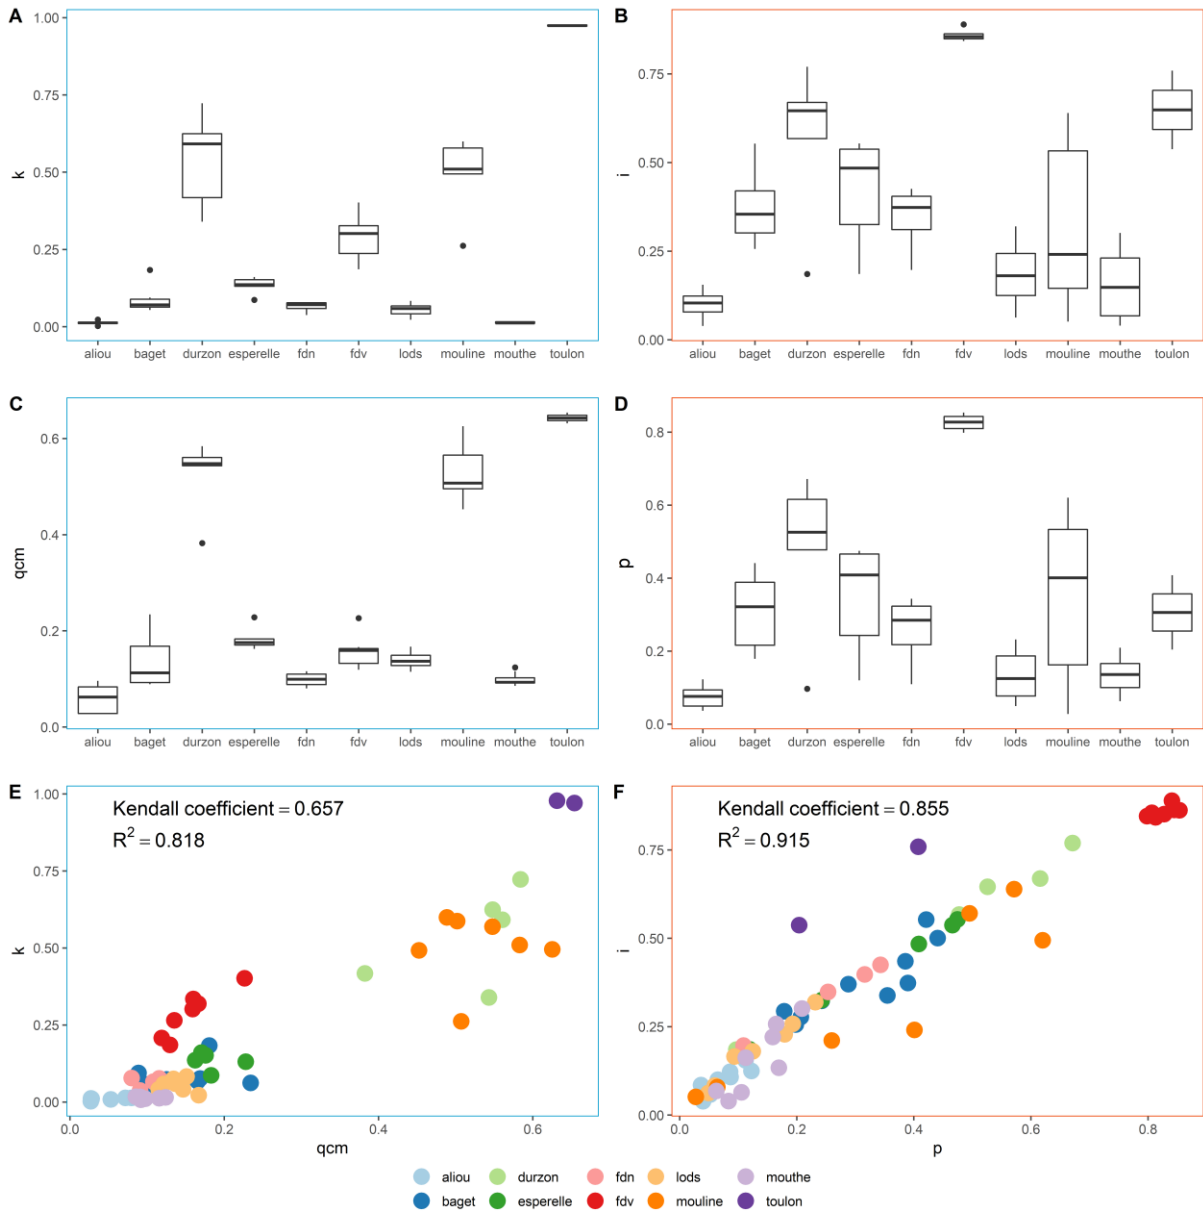 A
1.00
0.75
0.50
0.25
0.00
k
aliou baget durzon esperelle fdn fdv lods mouline mouthe toulon
B
0.75
0.50
0.25
0.00
i
aliou baget durzon esperelle fdn fdv lods mouline mouthe toulon
C
0.6
0.4
0.2
0.0
qcm
aliou baget durzon esperelle fdn fdv lods mouline mouthe toulon
D
0.8
0.6
0.4
0.2
0.0
p
aliou baget durzon esperelle fdn fdv lods mouline mouthe toulon
E
Kendall coefficient = 0.657
R² = 0.818
1.00
0.75
0.50
0.25
0.00
k
0.0 0.2 0.4 0.6
qcm
F
Kendall coefficient = 0.855
R² = 0.915
0.75
0.50
0.25
0.00
i
0.0 0.2 0.4 0.6 0.8
p
aliou durzon fdn lods mouthe
baget esperelle fdv mouline toulon